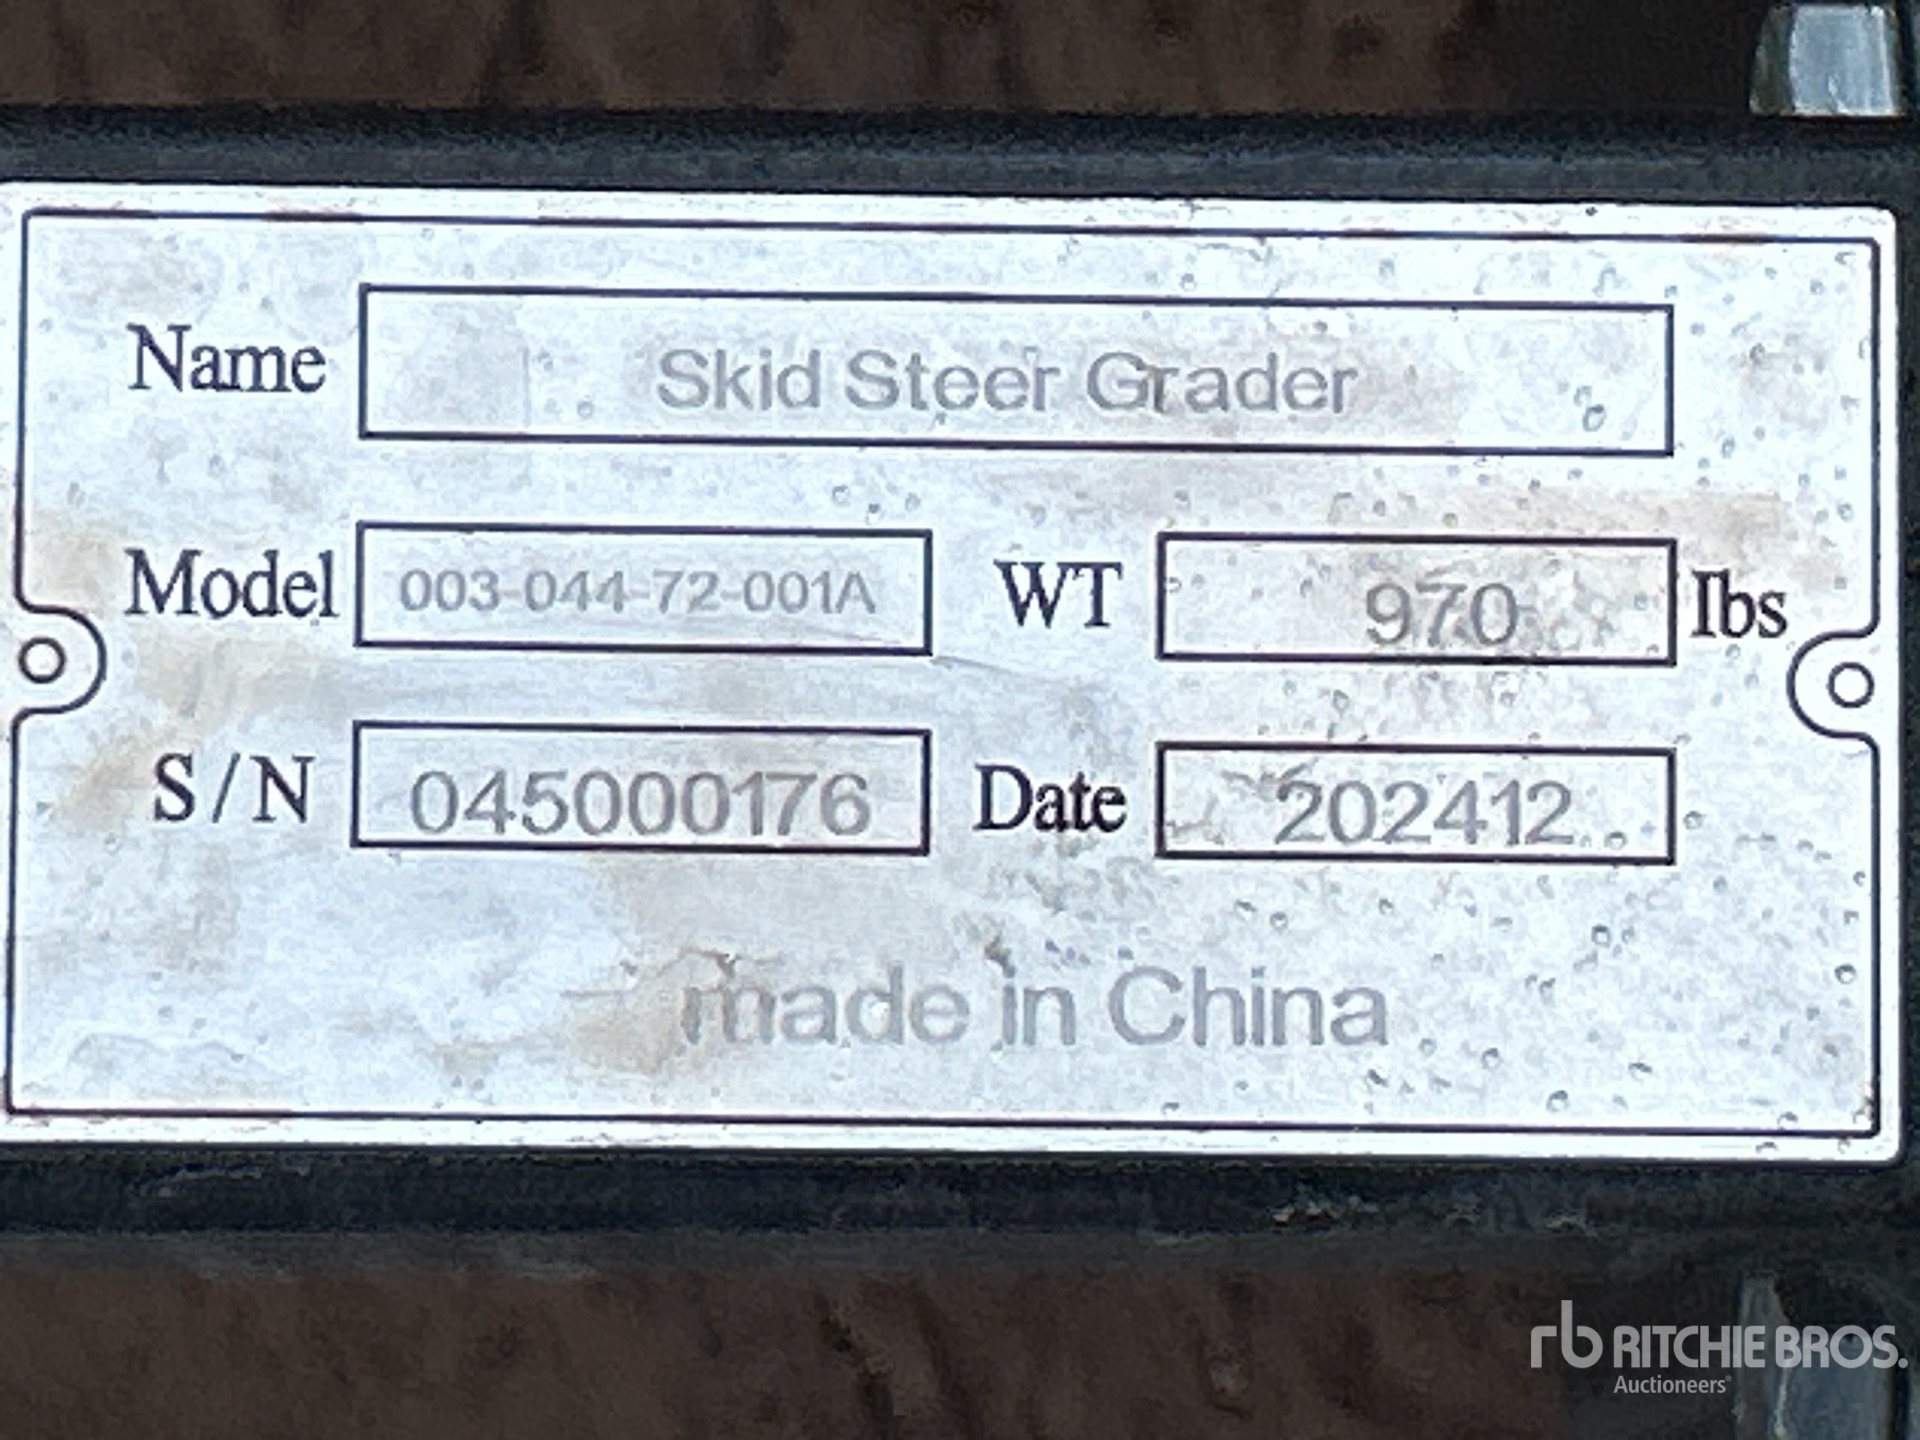 Name Skid Steer Grader
Model 003-044-72-001A WT 970 Ibs
S/N 045000176 Date 202412
made in China
rb RITCHIE BROS.
Auctioneers®